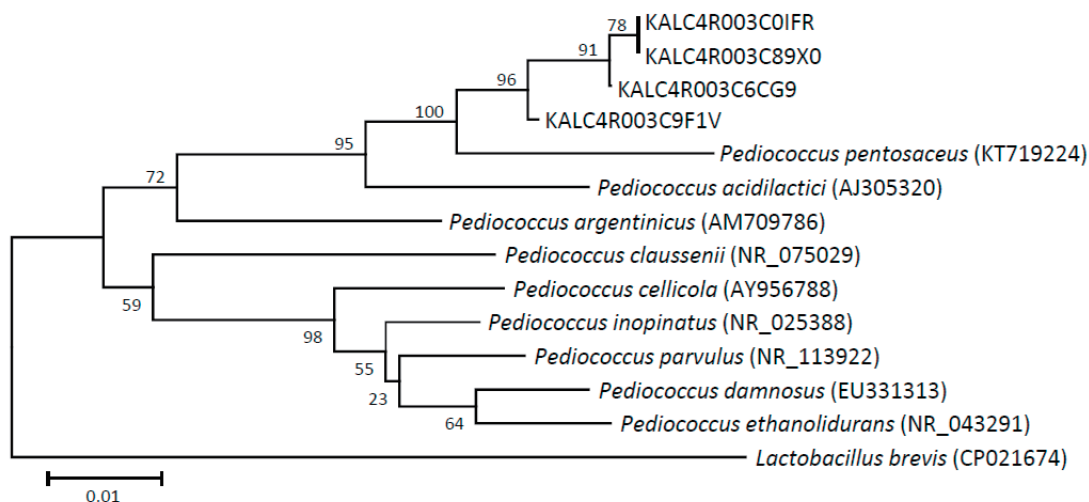 KALC4R003C0IFR
78
KALC4R003C89X0
91
96
KALC4R003C6CG9
100
KALC4R003C9F1V
95
Pediococcus pentosaceus (KT719224)
72
Pediococcus acidilactici (AJ305320)
Pediococcus argentinicus (AM709786)
Pediococcus claussenii (NR_075029)
59
Pediococcus cellicola (AY956788)
98
Pediococcus inopinatus (NR_025388)
55
Pediococcus parvulus (NR_113922)
23
Pediococcus damnosus (EU331313)
64
Pediococcus ethanolidurans (NR_043291)
Lactobacillus brevis (CP021674)
0.01